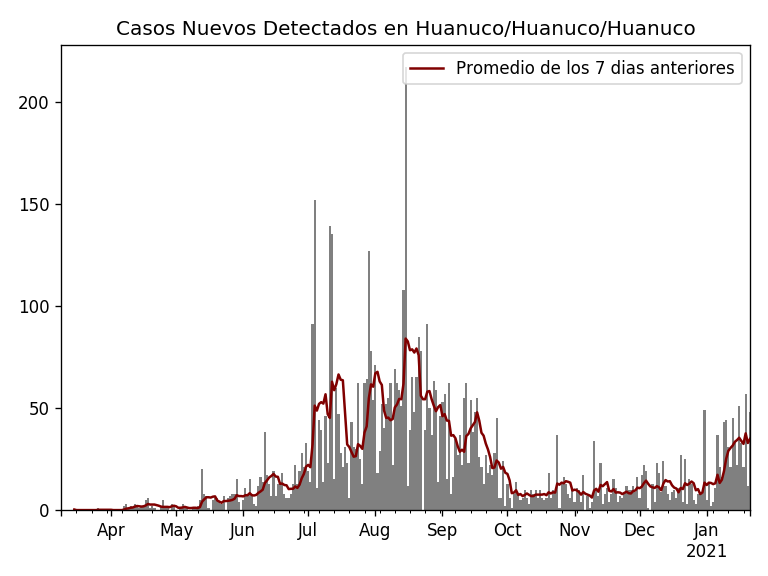 Casos Nuevos Detectados en Huanuco/Huanuco/Huanuco
Promedio de los 7 dias anteriores
200
150
100
50
0
Apr May Jun Jul Aug Sep Oct Nov Dec Jan
2021